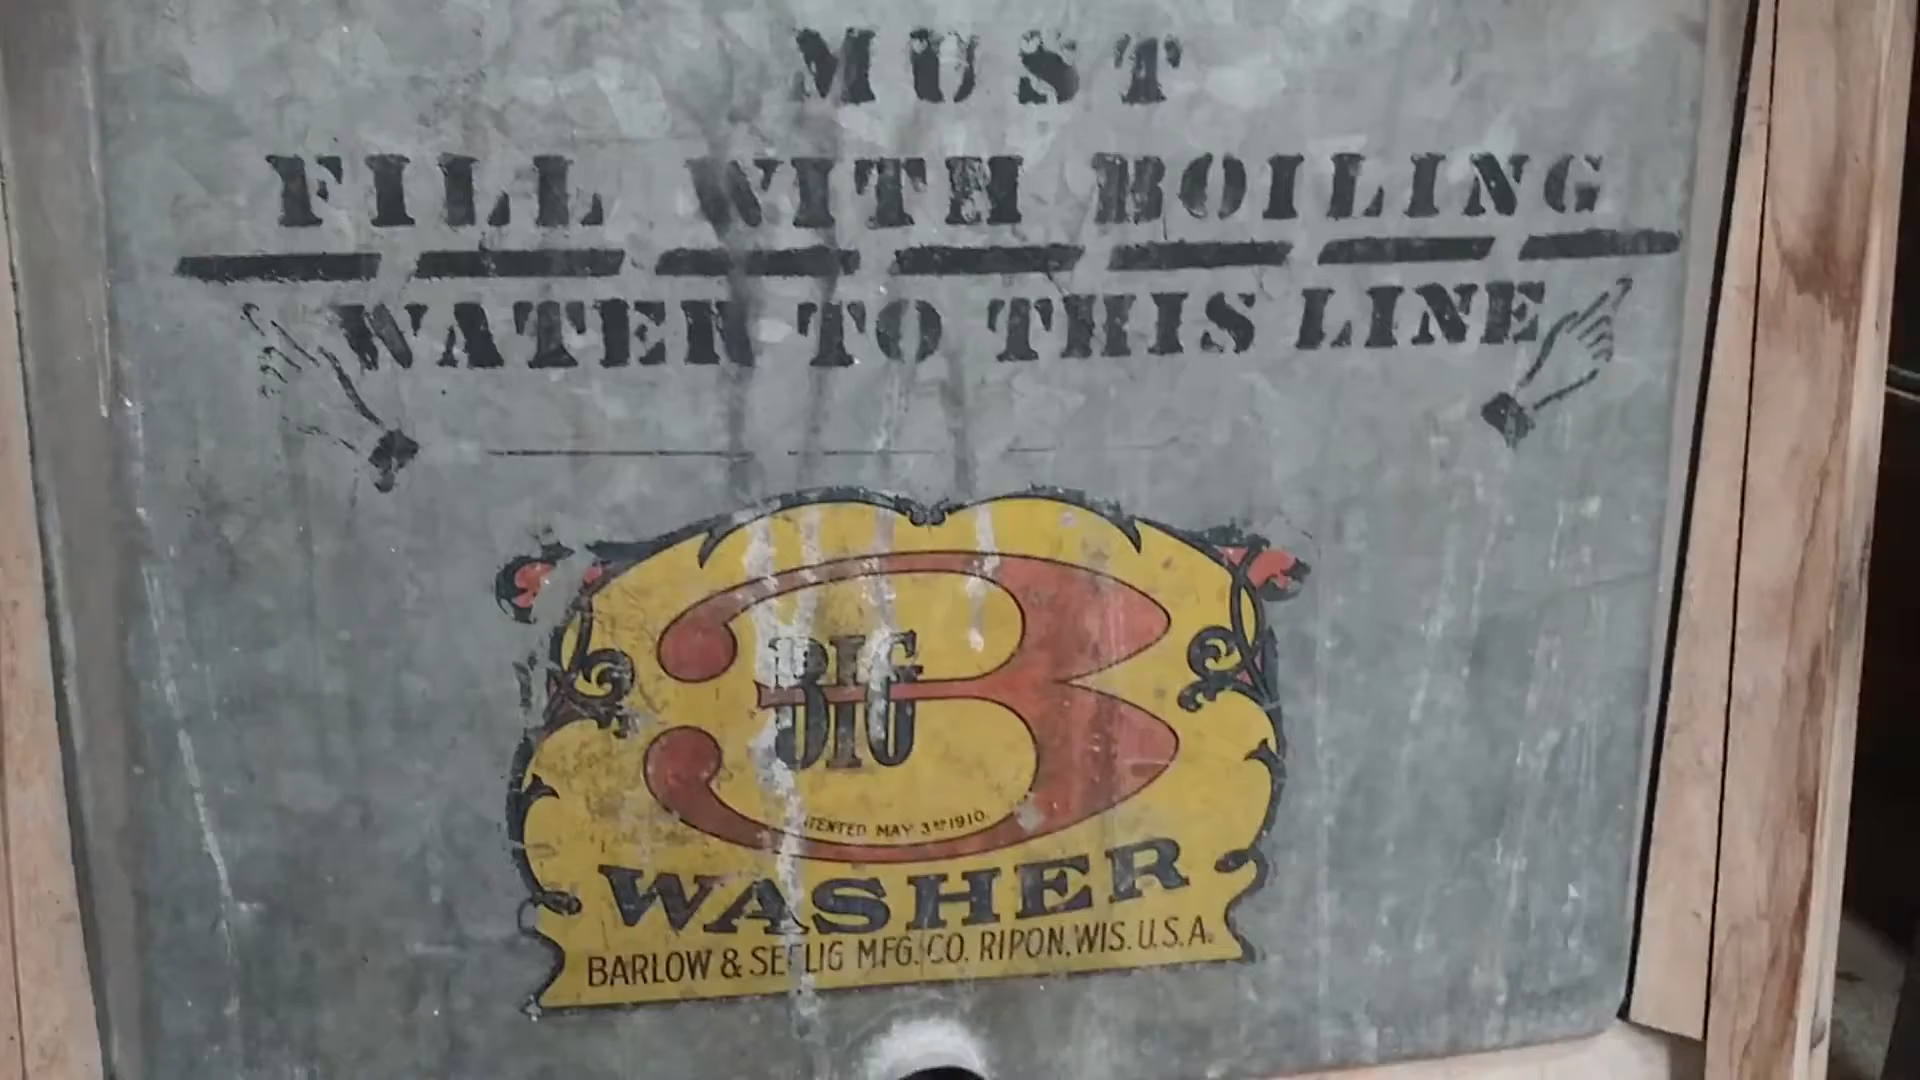 MUST
FILL WITH BOILING
WATER TO THIS LINE
BIG
3
PATENTED MAY 3RD 1910
WASHER
BARLOW & SEELIG MFG. CO. RIPON, WIS. U.S.A.